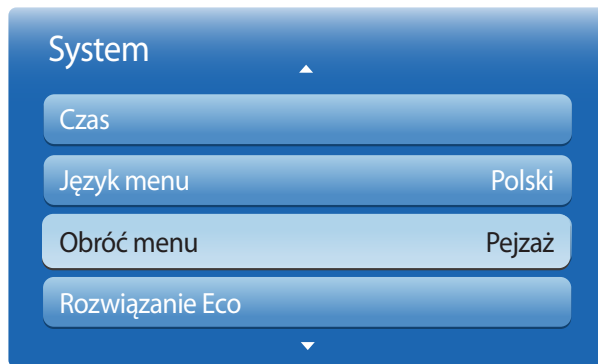 System
Czas
Język menu Polski
Obróć menu Pejzaż
Rozwiązanie Eco